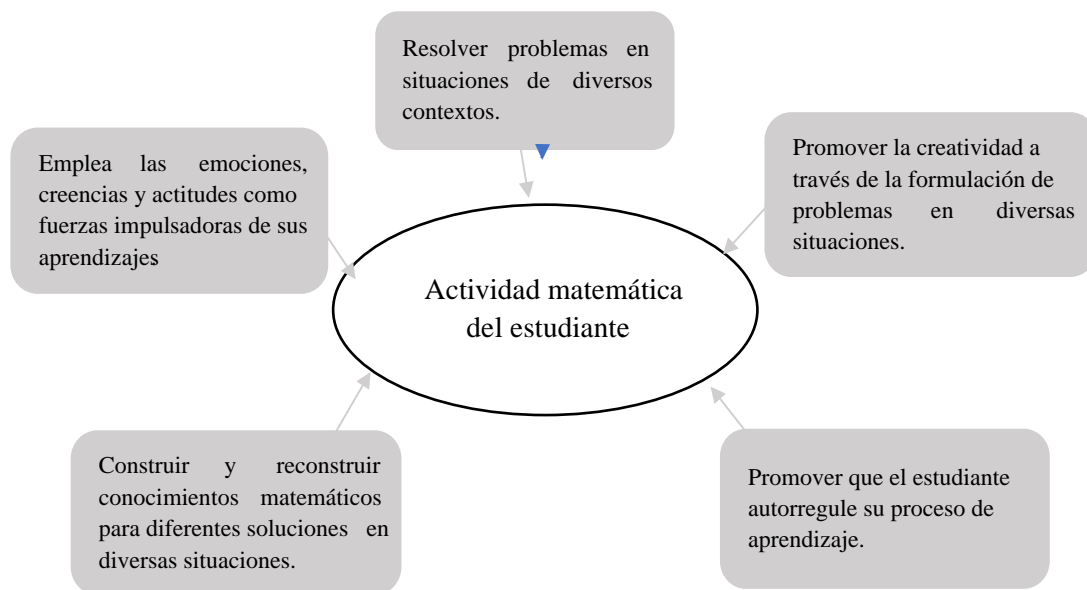 Resolver problemas en
situaciones de diversos
contextos.
Emplea las emociones,
creencias y actitudes como
fuerzas impulsadoras de sus
aprendizajes
Promover la creatividad a
través de la formulación de
problemas en diversas
situaciones.
Actividad matemática
del estudiante
Construir y reconstruir
conocimientos matemáticos
para diferentes soluciones en
diversas situaciones.
Promover que el estudiante
autorregule su proceso de
aprendizaje.